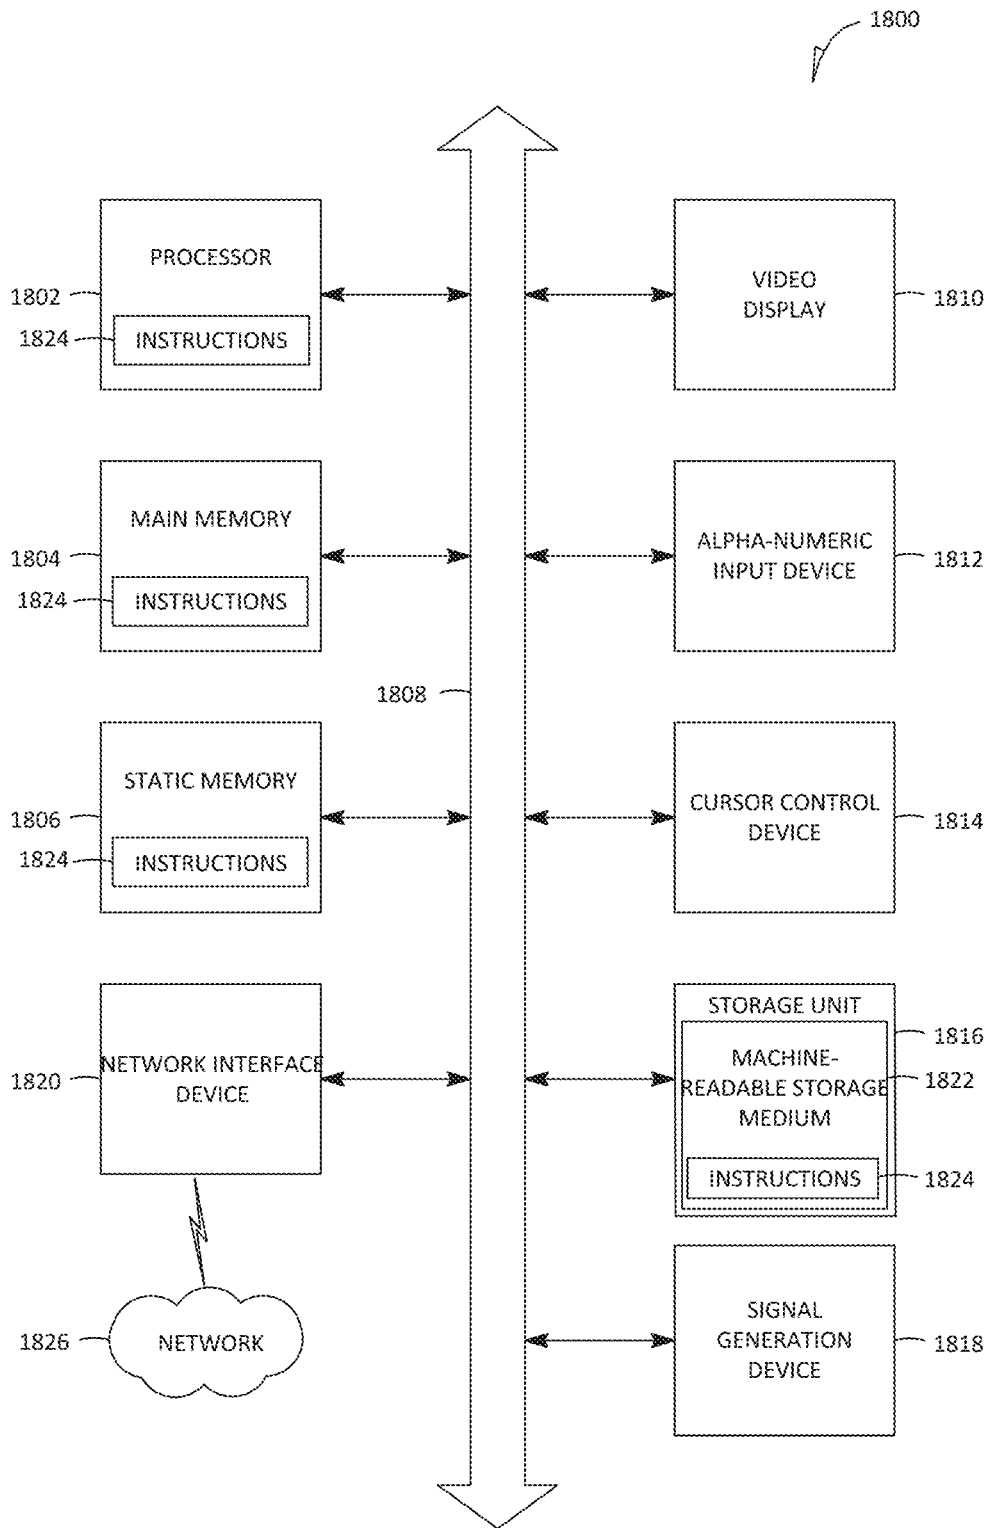 1800
PROCESSOR
1802
1824
INSTRUCTIONS
VIDEO
DISPLAY
1810
MAIN MEMORY
1804
1824
INSTRUCTIONS
ALPHA-NUMERIC
INPUT DEVICE
1812
1808
STATIC MEMORY
1806
1824
INSTRUCTIONS
CURSOR CONTROL
DEVICE
1814
NETWORK INTERFACE
DEVICE
1820
STORAGE UNIT
1816
MACHINE-
READABLE STORAGE
MEDIUM
1822
INSTRUCTIONS
1824
1826
NETWORK
SIGNAL
GENERATION
DEVICE
1818